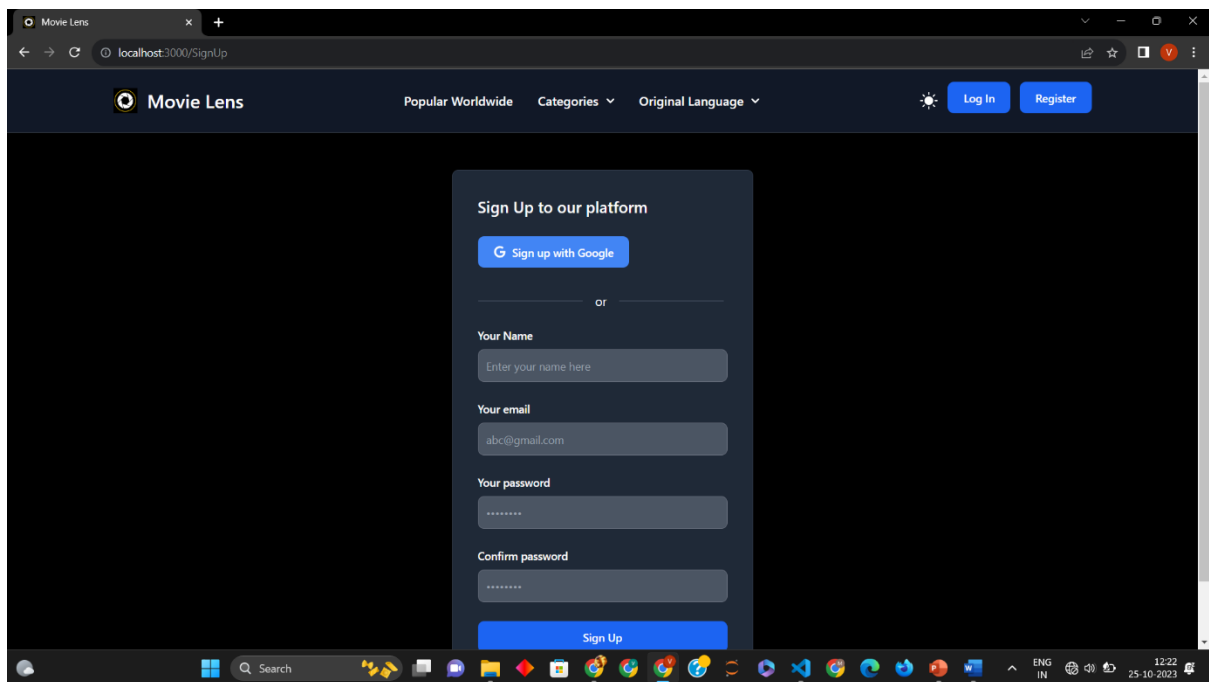 Movie Lens
localhost:3000/SignUp
V
Movie Lens
Popular Worldwide Categories Original Language
Log In Register
Sign Up to our platform
G Sign up with Google
or
Your Name
Enter your name here
Your email
abc@gmail.com
Your password
Confirm password
Sign Up
Search
ENG
IN
12:22
25-10-2023